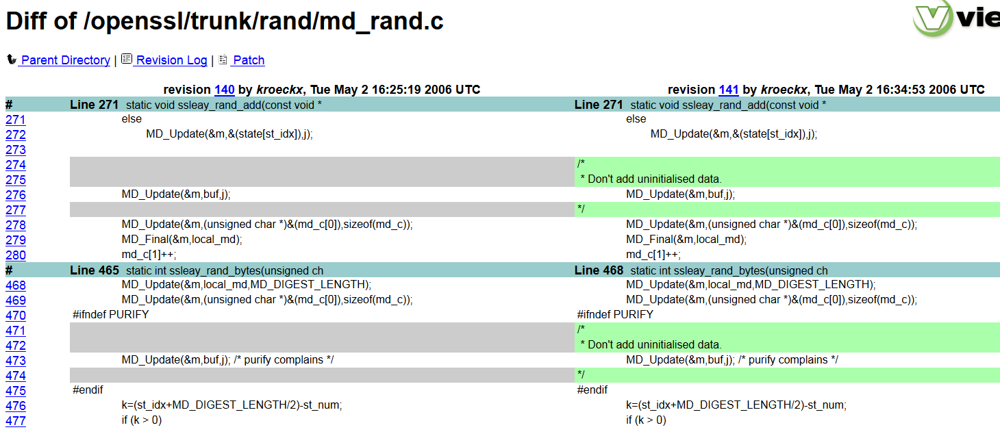 Diff of /openssl/trunk/rand/md_rand.c
vie
Parent Directory | Revision Log | Patch
revision 140 by kroeckx, Tue May 2 16:25:19 2006 UTC revision 141 by kroeckx, Tue May 2 16:34:53 2006 UTC
# Line 271 static void ssleay_rand_add(const void * Line 271 static void ssleay_rand_add(const void *
271 else else
272 MD_Update(&m,&(state[st_idx]),j); MD_Update(&m,&(state[st_idx]),j);
273
274 /*
275 * Don't add uninitialised data.
276 MD_Update(&m,buf,j); MD_Update(&m,buf,j);
277 */
278 MD_Update(&m,(unsigned char *)&(md_c[0]),sizeof(md_c)); MD_Update(&m,(unsigned char *)&(md_c[0]),sizeof(md_c));
279 MD_Final(&m,local_md); MD_Final(&m,local_md);
280 md_c[1]++; md_c[1]++;
# Line 465 static int ssleay_rand_bytes(unsigned ch Line 468 static int ssleay_rand_bytes(unsigned ch
468 MD_Update(&m,local_md,MD_DIGEST_LENGTH); MD_Update(&m,local_md,MD_DIGEST_LENGTH);
469 MD_Update(&m,(unsigned char *)&(md_c[0]),sizeof(md_c)); MD_Update(&m,(unsigned char *)&(md_c[0]),sizeof(md_c));
470 #ifndef PURIFY #ifndef PURIFY
471 /*
472 * Don't add uninitialised data.
473 MD_Update(&m,buf,j); /* purify complains */ MD_Update(&m,buf,j); /* purify complains */
474 */
475 #endif #endif
476 k=(st_idx+MD_DIGEST_LENGTH/2)-st_num; k=(st_idx+MD_DIGEST_LENGTH/2)-st_num;
477 if (k > 0) if (k > 0)